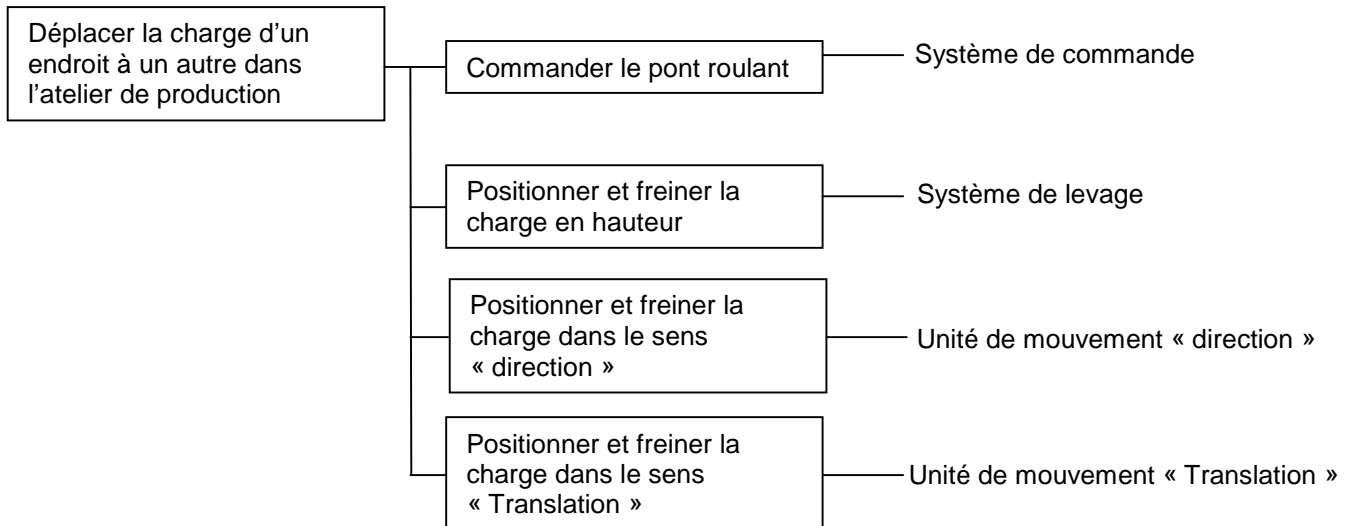 Déplacer la charge d’un
endroit à un autre dans
l’atelier de production
Commander le pont roulant
Système de commande
Positionner et freiner la
charge en hauteur
Système de levage
Positionner et freiner la
charge dans le sens
« direction »
Unité de mouvement « direction »
Positionner et freiner la
charge dans le sens
« Translation »
Unité de mouvement « Translation »